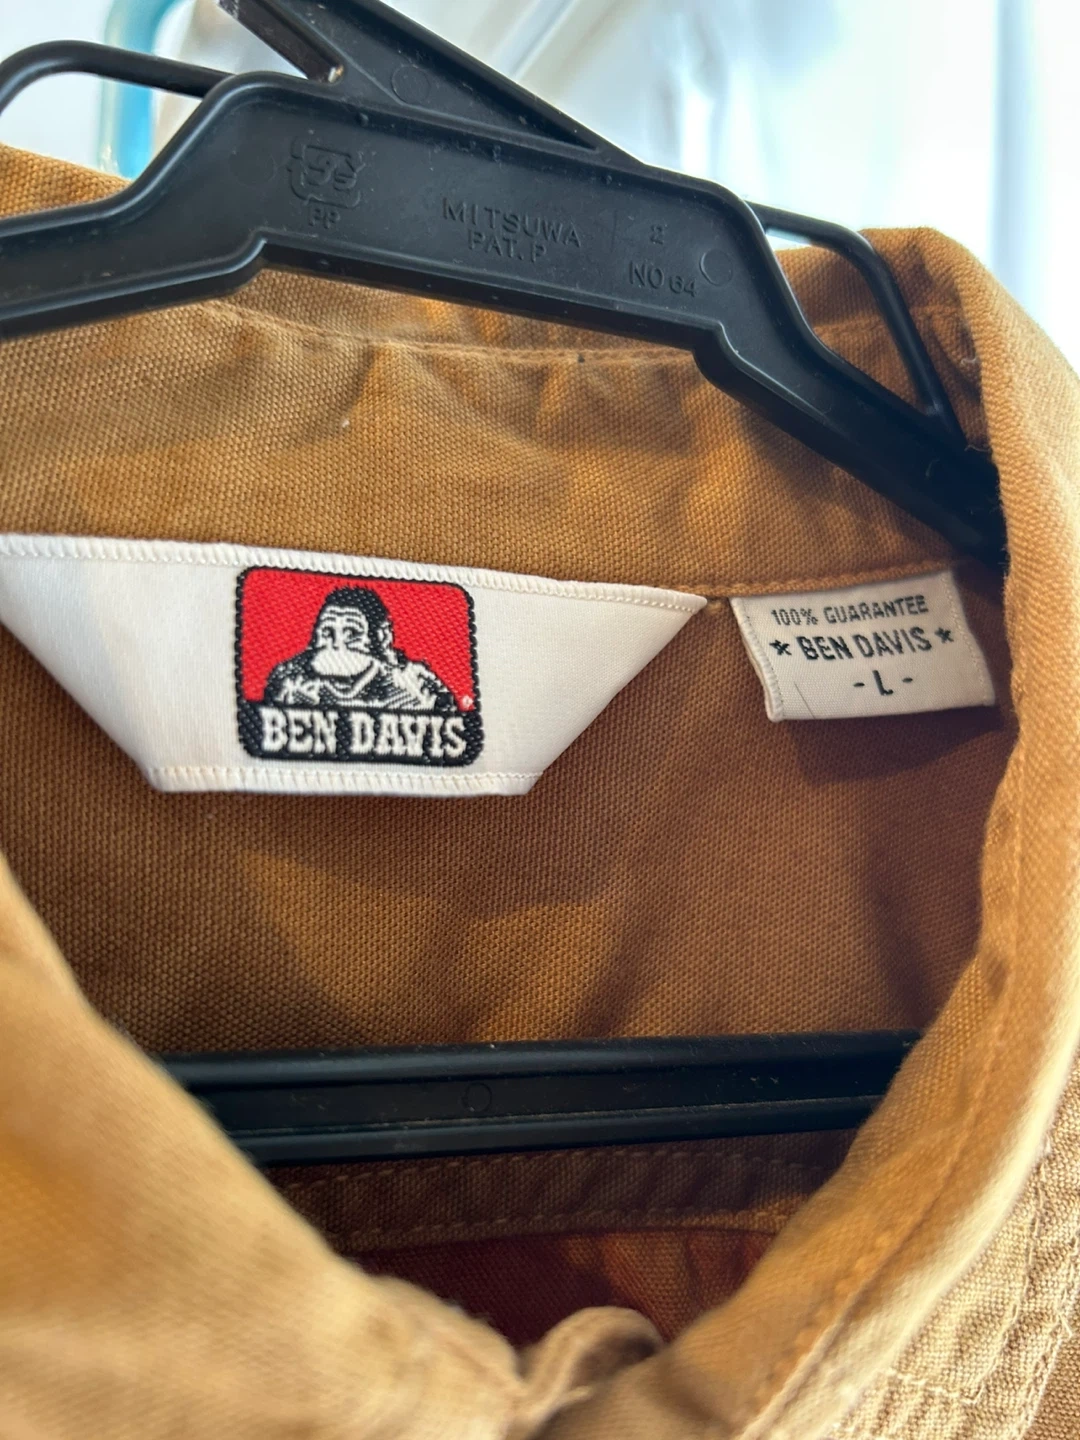 PP
MITSUWA
PAT. P
2
NO 64
BEN DAVIS
®
100% GUARANTEE
★ BEN DAVIS ★
- L -